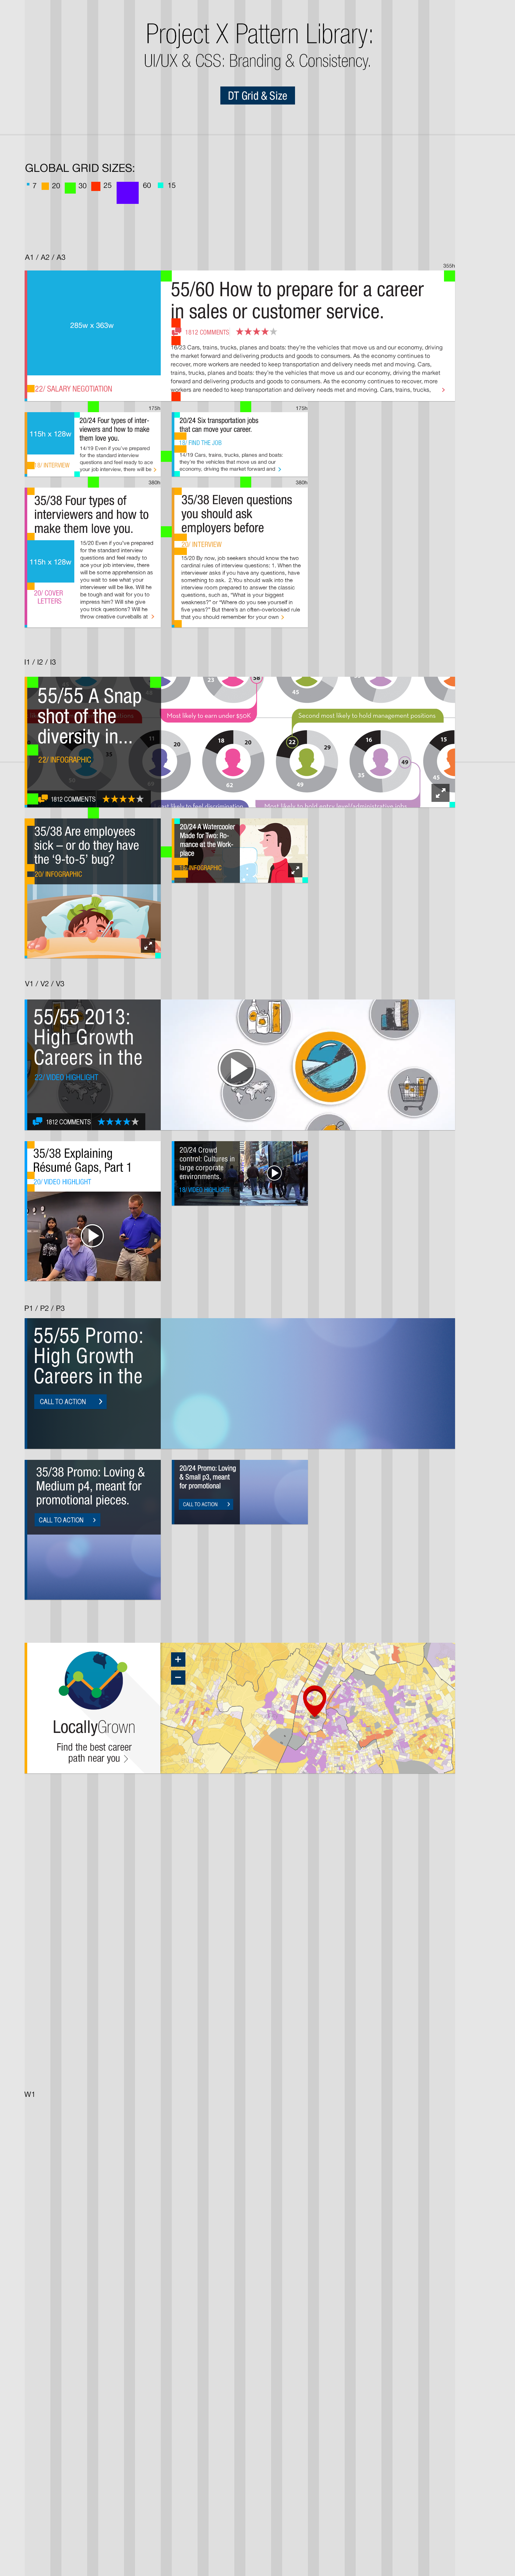 Project X Pattern Library:
UI/UX & CSS: Branding & Consistency.
DT Grid & Size
GLOBAL GRID SIZES:
7 20 30 25 60 15
A1 / A2 / A3
355h
285w x 363w
22/ SALARY NEGOTIATION
55/60 How to prepare for a career
in sales or customer service.
1812 COMMENTS
16/23 Cars, trains, trucks, planes and boats: they're the vehicles that move us and our economy, driving
the market forward and delivering products and goods to consumers. As the economy continues to
recover, more workers are needed to keep transportation and delivery needs met and moving. Cars,
trains, trucks, planes and boats: they're the vehicles that move us and our economy, driving the market
forward and delivering products and goods to consumers. As the economy continues to recover, more
workers are needed to keep transportation and delivery needs met and moving. Cars, trains, trucks,
175h
115h x 128w
18/ INTERVIEW
20/24 Four types of inter-
viewers and how to make
them love you.
14/19 Even if you've prepared
for the standard interview
questions and feel ready to ace
your job interview, there will be
175h
20/24 Six transportation jobs
that can move your career.
18/ FIND THE JOB
14/19 Cars, trains, trucks, planes and boats:
they're the vehicles that move us and our
economy, driving the market forward and
380h
35/38 Four types of
interviewers and how to
make them love you.
115h x 128w
20/ COVER
LETTERS
15/20 Even if you've prepared
for the standard interview
questions and feel ready to
ace your job interview, there
will be some apprehension as
you wait to see what your
interviewer will be like. Will he
be tough and wait for you to
impress him? Will she give
you trick questions? Will he
throw creative curveballs at
380h
35/38 Eleven questions
you should ask
employers before
20/ INTERVIEW
15/20 By now, job seekers should know the two
cardinal rules of interview questions: 1. When the
interviewer asks if you have any questions, have
something to ask. 2.You should walk into the
interview room prepared to answer the classic
questions, such as, "What is your biggest
weakness?" or "Where do you see yourself in
five years?" But there's an often-overlooked rule
that you should remember for your own
I1 / I2 / I3
55/55 A Snap
shot of the
diversity in...
22/ INFOGRAPHIC
1812 COMMENTS
23
58
45
Most likely to earn under $50K
Second most likely to hold management positions
11
33
20
18
20
62
22
29
49
16
35
49
15
45
Most likely to hold entry level/administrative jobs
35/38 Are employees
sick – or do they have
the '9-to-5' bug?
20/ INFOGRAPHIC
20/24 A Watercooler
Made for Two: Ro-
mance at the Work-
place
INFOGRAPHIC
V1 / V2 / V3
55/55 2013:
High Growth
Careers in the
22/ VIDEO HIGHLIGHT
1812 COMMENTS
35/38 Explaining
Résumé Gaps, Part 1
20/ VIDEO HIGHLIGHT
20/24 Crowd
control: Cultures in
large corporate
environments.
18/ VIDEO HIGHLIGHT
P1 / P2 / P3
55/55 Promo:
High Growth
Careers in the
CALL TO ACTION
35/38 Promo: Loving &
Medium p4, meant for
promotional pieces.
CALL TO ACTION
20/24 Promo: Loving
& Small p3, meant
for promotional
CALL TO ACTION
LocallyGrown
Find the best career
path near you
W1